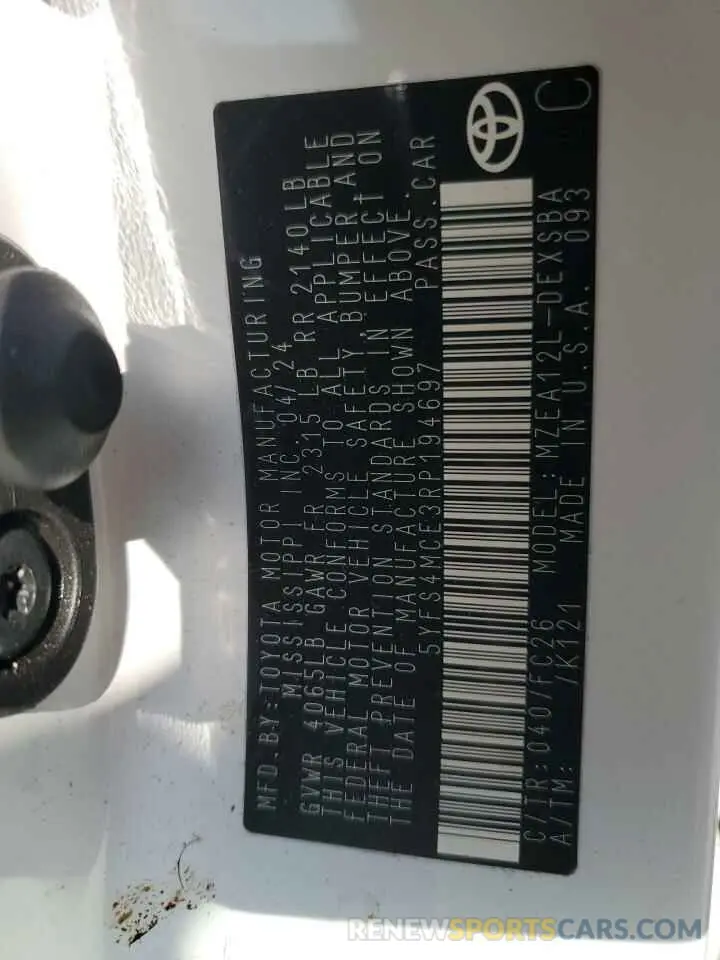 MFD.BY:TOYOTA MOTOR MANUFACTURING
MISSISSIPPI INC. 04/24
GVWR 4065LB GAWR FR 2315 LB RR 2140LB
THIS VEHICLE CONFORMS TO ALL APPLICABLE
FEDERAL MOTOR VEHICLE SAFETY, BUMPER, AND
THEFT PREVENTION STANDARDS IN EFFECT ON
THE DATE OF MANUFACTURE SHOWN ABOVE.
5YFS4MCE3RP194697 PASS.CAR
C/TR:040/FC26 MODEL:MZEA12L-DEXSBA
A/TM: /K121 MADE IN U.S.A. 093
C
RENEWSPORTSCARS.COM